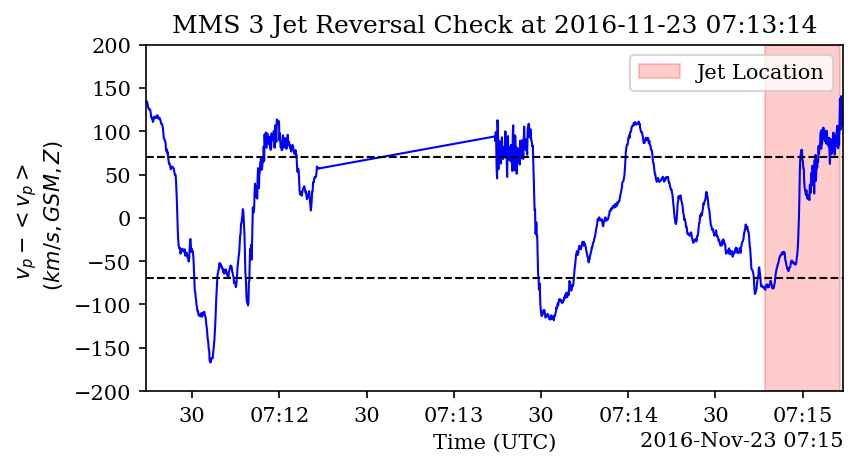 MMS 3 Jet Reversal Check at 2016-11-23 07:13:14
Jet Location
200
150
100
50
0
−50
−100
−150
−200
v_p − < v_p >
(km/s, GSM, Z)
30
07:12
30
07:13
30
07:14
30
07:15
Time (UTC)
2016-Nov-23 07:15